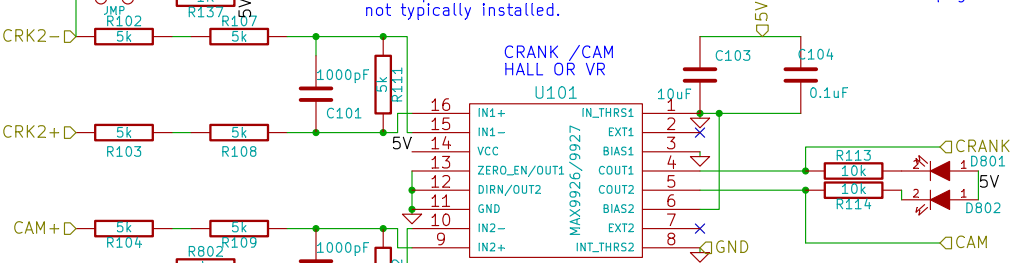 not typically installed.
JMP
R137
5V
5V
R102
5k
R107
5k
CRK2-
CRANK /CAM
HALL OR VR
C103
C104
1000pF
5k
R111
C101
10uF
0.1uF
U101
CRK2+
5k
R103
5k
R108
16
IN1+
IN_THRS1
1
15
IN1-
EXT1
2
5V
14
VCC
BIAS1
3
13
ZERO_EN/OUT1
COUT1
4
12
DIRN/OUT2
COUT2
5
11
GND
BIAS2
6
10
IN2-
EXT2
7
9
IN2+
INT_THRS2
8
MAX9926/9927
CRANK
R113
10k
2
1
D801
5V
10k
R114
2
1
D802
CAM
GND
CAM+
5k
R104
5k
R109
R802
1000pF